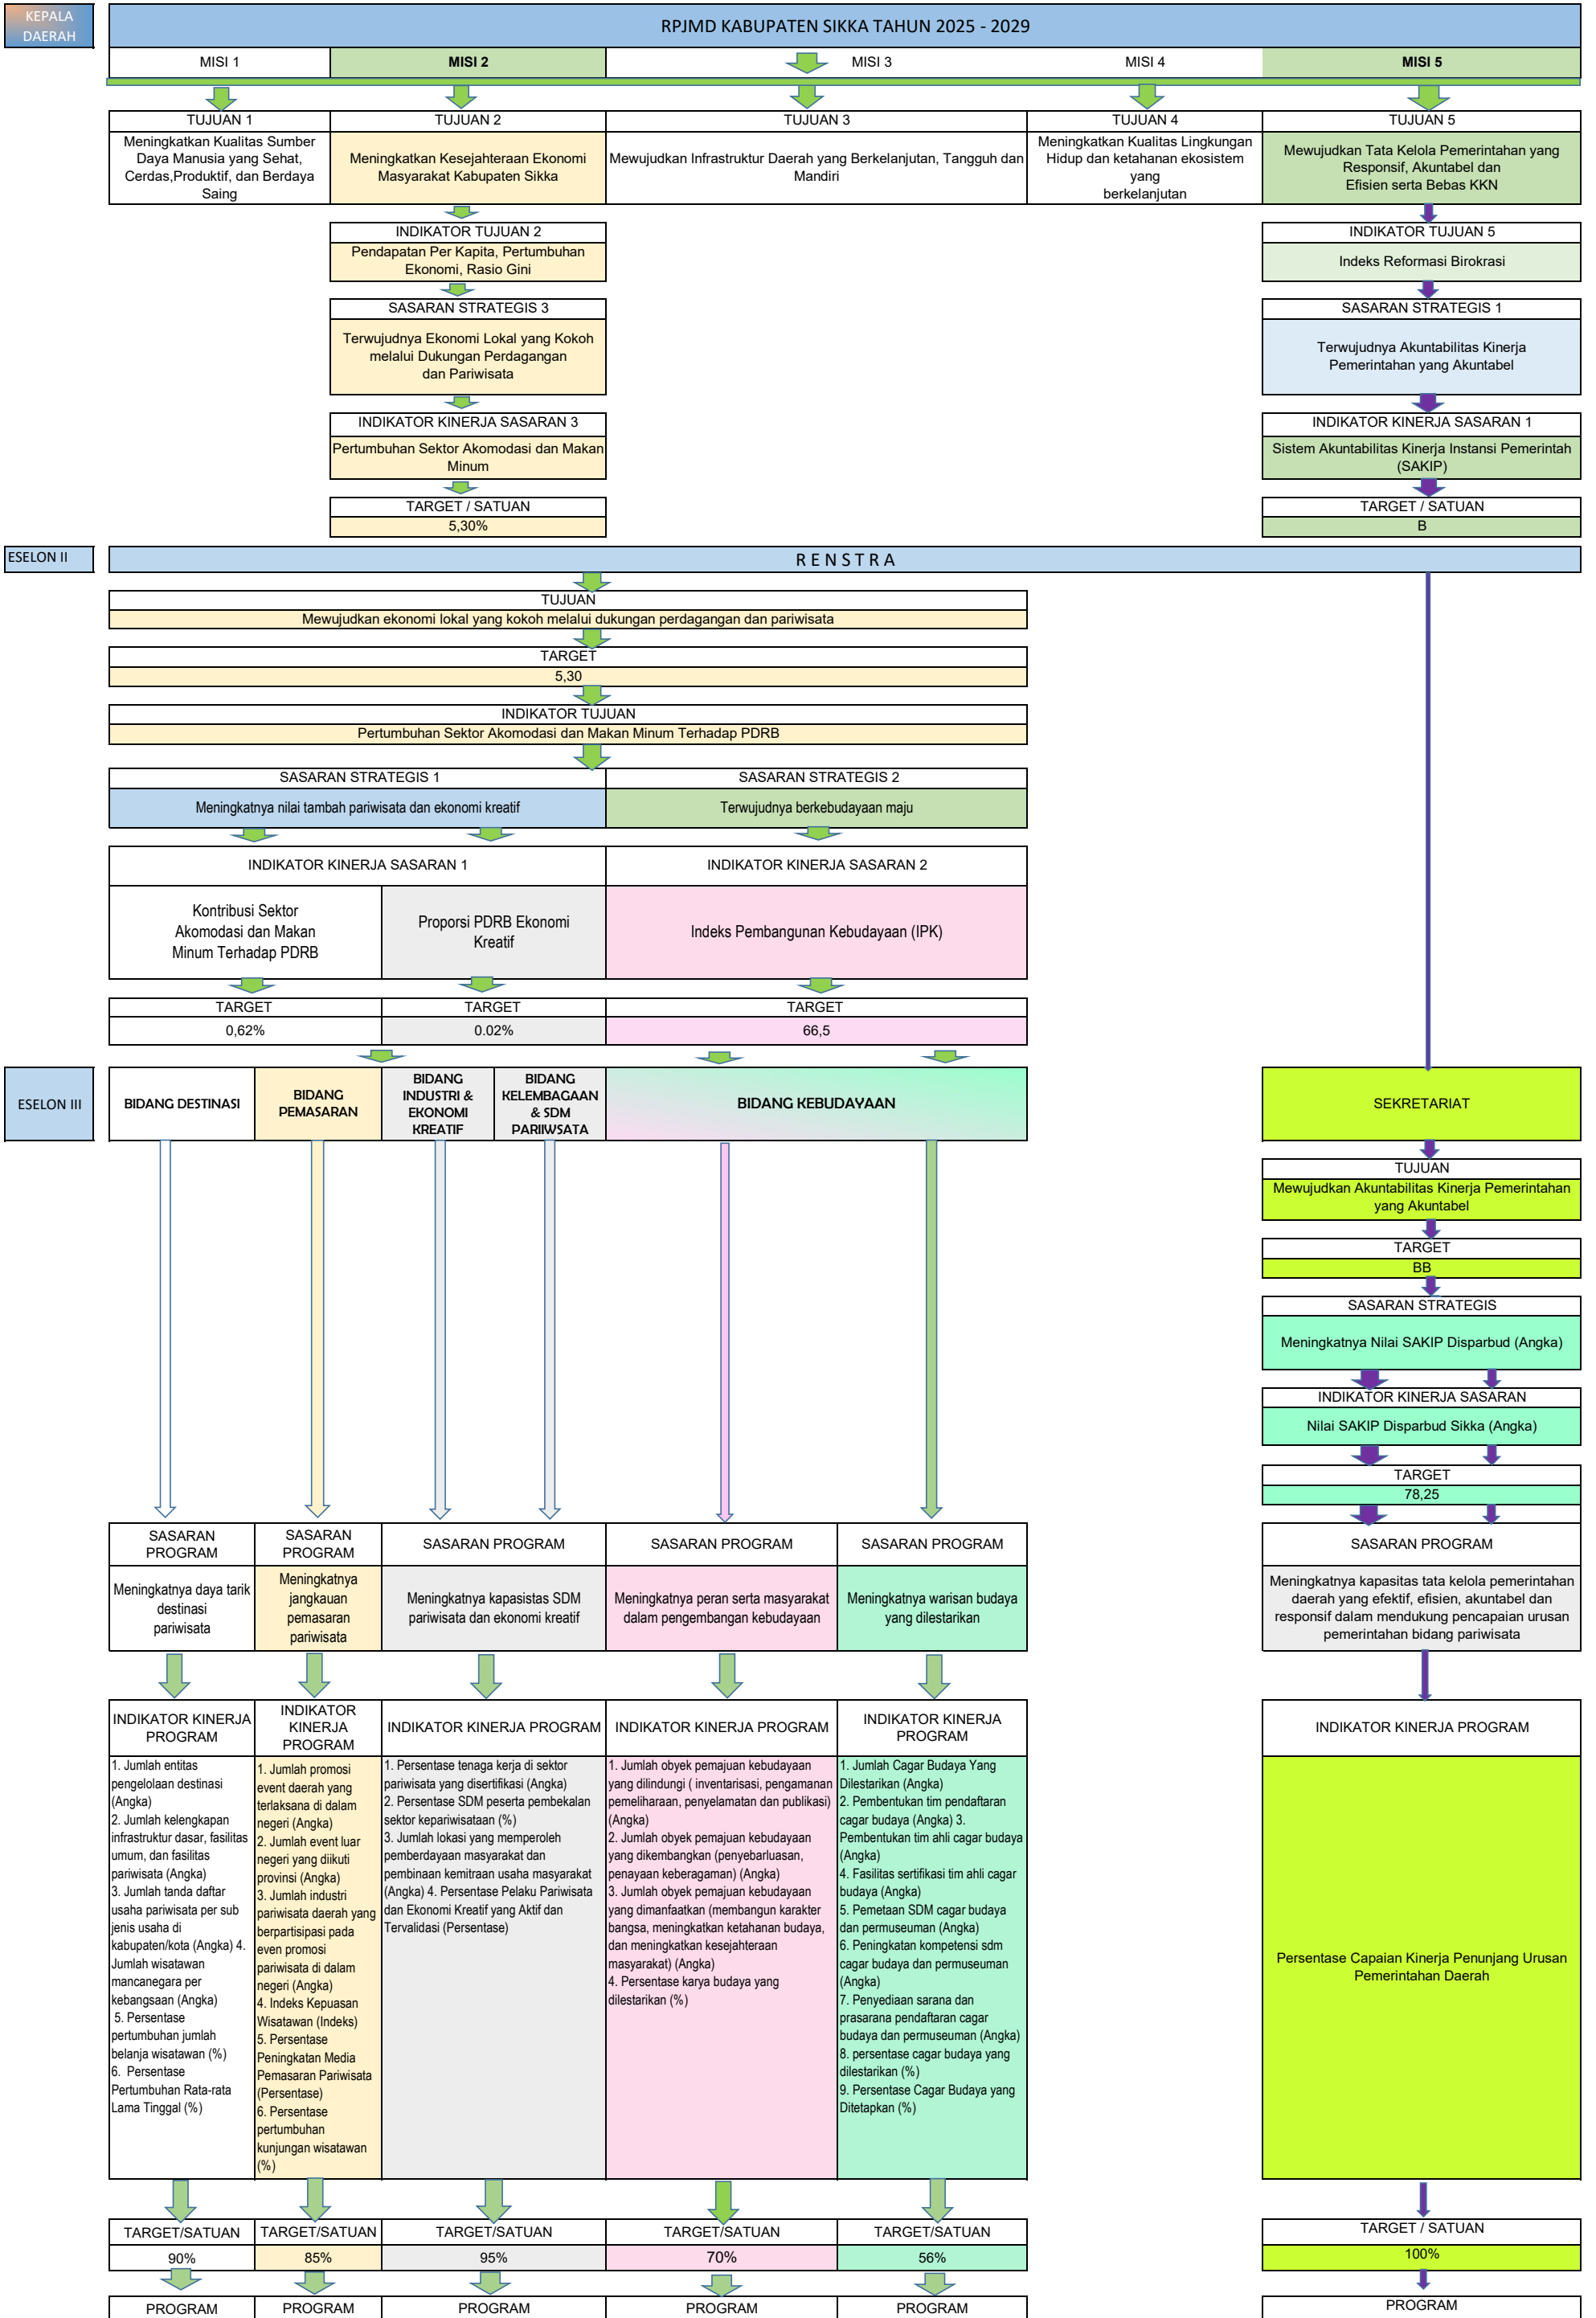 KEPALA
DAERAH
RPJMD KABUPATEN SIKKA TAHUN 2025 - 2029
MISI 1
MISI 2
MISI 3
MISI 4
MISI 5
TUJUAN 1
Meningkatkan Kualitas Sumber
Daya Manusia yang Sehat,
Cerdas,Produktif, dan Berdaya
Saing
TUJUAN 2
Meningkatkan Kesejahteraan Ekonomi
Masyarakat Kabupaten Sikka
TUJUAN 3
Mewujudkan Infrastruktur Daerah yang Berkelanjutan, Tangguh dan
Mandiri
TUJUAN 4
Meningkatkan Kualitas Lingkungan
Hidup dan ketahanan ekosistem
yang
berkelanjutan
TUJUAN 5
Mewujudkan Tata Kelola Pemerintahan yang
Responsif, Akuntabel dan
Efisien serta Bebas KKN
INDIKATOR TUJUAN 2
Pendapatan Per Kapita, Pertumbuhan
Ekonomi, Rasio Gini
SASARAN STRATEGIS 3
Terwujudnya Ekonomi Lokal yang Kokoh
melalui Dukungan Perdagangan
dan Pariwisata
INDIKATOR KINERJA SASARAN 3
Pertumbuhan Sektor Akomodasi dan Makan
Minum
TARGET / SATUAN
5,30%
INDIKATOR TUJUAN 5
Indeks Reformasi Birokrasi
SASARAN STRATEGIS 1
Terwujudnya Akuntabilitas Kinerja
Pemerintahan yang Akuntabel
INDIKATOR KINERJA SASARAN 1
Sistem Akuntabilitas Kinerja Instansi Pemerintah
(SAKIP)
TARGET / SATUAN
B
ESELON II
R E N S T R A
TUJUAN
Mewujudkan ekonomi lokal yang kokoh melalui dukungan perdagangan dan pariwisata
TARGET
5,30
INDIKATOR TUJUAN
Pertumbuhan Sektor Akomodasi dan Makan Minum Terhadap PDRB
SASARAN STRATEGIS 1
Meningkatnya nilai tambah pariwisata dan ekonomi kreatif
SASARAN STRATEGIS 2
Terwujudnya berkebudayaan maju
INDIKATOR KINERJA SASARAN 1
INDIKATOR KINERJA SASARAN 2
Kontribusi Sektor
Akomodasi dan Makan
Minum Terhadap PDRB
Proporsi PDRB Ekonomi
Kreatif
Indeks Pembangunan Kebudayaan (IPK)
TARGET
0,62%
TARGET
0.02%
TARGET
66,5
ESELON III
BIDANG DESTINASI
BIDANG
PEMASARAN
BIDANG
INDUSTRI &
EKONOMI
KREATIF
BIDANG
KELEMBAGAAN
& SDM
PARIIWSATA
BIDANG KEBUDAYAAN
SEKRETARIAT
TUJUAN
Mewujudkan Akuntabilitas Kinerja Pemerintahan
yang Akuntabel
TARGET
BB
SASARAN STRATEGIS
Meningkatnya Nilai SAKIP Disparbud (Angka)
INDIKATOR KINERJA SASARAN
Nilai SAKIP Disparbud Sikka (Angka)
TARGET
78,25
SASARAN
PROGRAM
Meningkatnya daya tarik
destinasi
pariwisata
SASARAN
PROGRAM
Meningkatnya
jangkauan
pemasaran
pariwisata
SASARAN PROGRAM
Meningkatnya kapasistas SDM
pariwisata dan ekonomi kreatif
SASARAN PROGRAM
Meningkatnya peran serta masyarakat
dalam pengembangan kebudayaan
SASARAN PROGRAM
Meningkatnya warisan budaya
yang dilestarikan
SASARAN PROGRAM
Meningkatnya kapasitas tata kelola pemerintahan
daerah yang efektif, efisien, akuntabel dan
responsif dalam mendukung pencapaian urusan
pemerintahan bidang pariwisata
INDIKATOR KINERJA
PROGRAM
1. Jumlah entitas
pengelolaan destinasi
(Angka)
2. Jumlah kelengkapan
infrastruktur dasar, fasilitas
umum, dan fasilitas
pariwisata (Angka)
3. Jumlah tanda daftar
usaha pariwisata per sub
jenis usaha di
kabupaten/kota (Angka) 4.
Jumlah wisatawan
mancanegara per
kebangsaan (Angka)
5. Persentase
pertumbuhan jumlah
belanja wisatawan (%)
6. Persentase
Pertumbuhan Rata-rata
Lama Tinggal (%)
INDIKATOR
KINERJA
PROGRAM
1. Jumlah promosi
event daerah yang
terlaksana di dalam
negeri (Angka)
2. Jumlah event luar
negeri yang diikuti
provinsi (Angka)
3. Jumlah industri
pariwisata daerah yang
berpartisipasi pada
even promosi
pariwisata di dalam
negeri (Angka)
4. Indeks Kepuasan
Wisatawan (Indeks)
5. Persentase
Peningkatan Media
Pemasaran Pariwisata
(Persentase)
6. Persentase
pertumbuhan
kunjungan wisatawan
(%)
INDIKATOR KINERJA PROGRAM
1. Persentase tenaga kerja di sektor
pariwisata yang disertifikasi (Angka)
2. Persentase SDM peserta pembekalan
sektor kepariwisataan (%)
3. Jumlah lokasi yang memperoleh
pemberdayaan masyarakat dan
pembinaan kemitraan usaha masyarakat
(Angka) 4. Persentase Pelaku Pariwisata
dan Ekonomi Kreatif yang Aktif dan
Tervalidasi (Persentase)
INDIKATOR KINERJA PROGRAM
1. Jumlah obyek pemajuan kebudayaan
yang dilindungi ( inventarisasi, pengamanan
pemeliharaan, penyelamatan dan publikasi)
(Angka)
2. Jumlah obyek pemajuan kebudayaan
yang dikembangkan (penyebarluasan,
penayaan keberagaman) (Angka)
3. Jumlah obyek pemajuan kebudayaan
yang dimanfaatkan (membangun karakter
bangsa, meningkatkan ketahanan budaya,
dan meningkatkan kesejahteraan
masyarakat) (Angka)
4. Persentase karya budaya yang
dilestarikan (%)
INDIKATOR KINERJA
PROGRAM
1. Jumlah Cagar Budaya Yang
Dilestarikan (Angka)
2. Pembentukan tim pendaftaran
cagar budaya (Angka) 3.
Pembentukan tim ahli cagar budaya
(Angka)
4. Fasilitas sertifikasi tim ahli cagar
budaya (Angka)
5. Pemetaan SDM cagar budaya
dan permuseuman (Angka)
6. Peningkatan kompetensi sdm
cagar budaya dan permuseuman
(Angka)
7. Penyediaan sarana dan
prasarana pendaftaran cagar
budaya dan permuseuman (Angka)
8. persentase cagar budaya yang
dilestarikan (%)
9. Persentase Cagar Budaya yang
Ditetapkan (%)
INDIKATOR KINERJA PROGRAM
Persentase Capaian Kinerja Penunjang Urusan
Pemerintahan Daerah
TARGET/SATUAN
90%
TARGET/SATUAN
85%
TARGET/SATUAN
95%
TARGET/SATUAN
70%
TARGET/SATUAN
56%
TARGET / SATUAN
100%
PROGRAM
PROGRAM
PROGRAM
PROGRAM
PROGRAM
PROGRAM